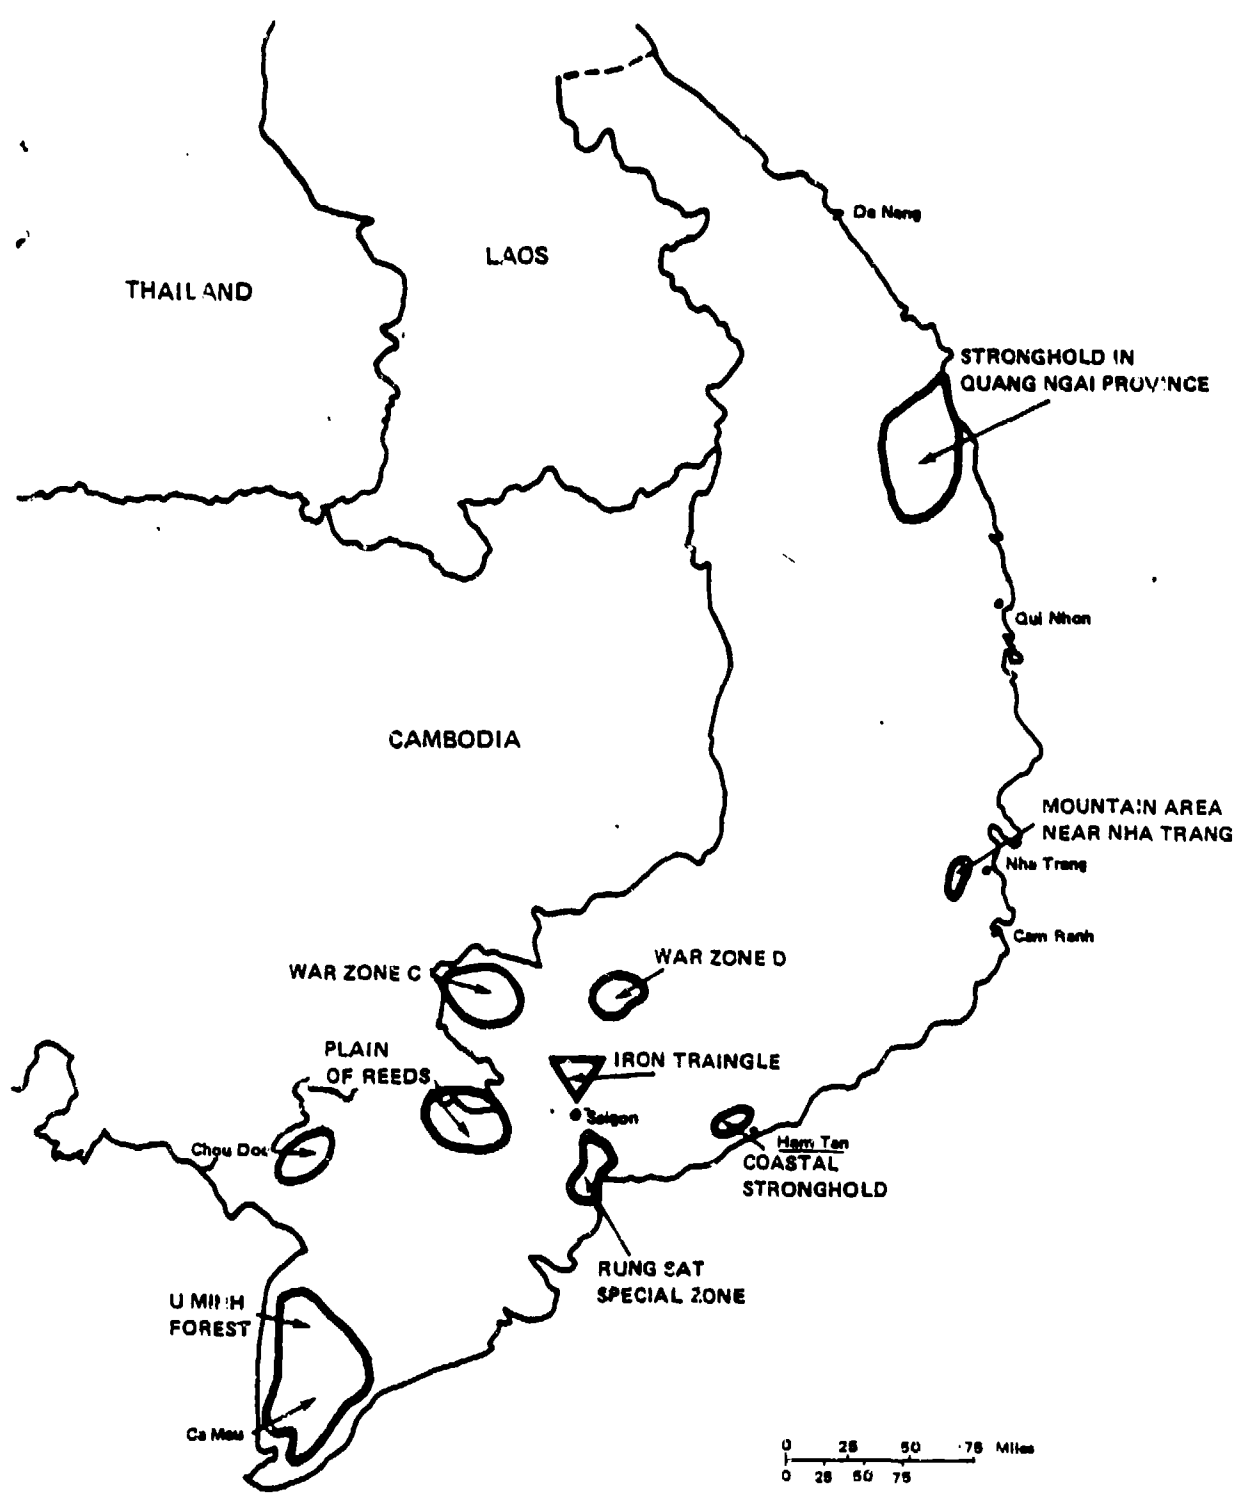 Da Nang
LAOS
THAILAND
STRONGHOLD IN
QUANG NGAI PROVINCE
Qui Nhon
CAMBODIA
MOUNTAIN AREA
NEAR NHA TRANG
Nha Trang
Cam Ranh
WAR ZONE C
WAR ZONE D
PLAIN
OF REEDS
IRON TRAINGLE
Saigon
Chou Doc
Ham Tan
COASTAL
STRONGHOLD
RUNG SAT
SPECIAL ZONE
U MINH
FOREST
Ca Mau
0 25 50 75 Miles
0 25 50 75